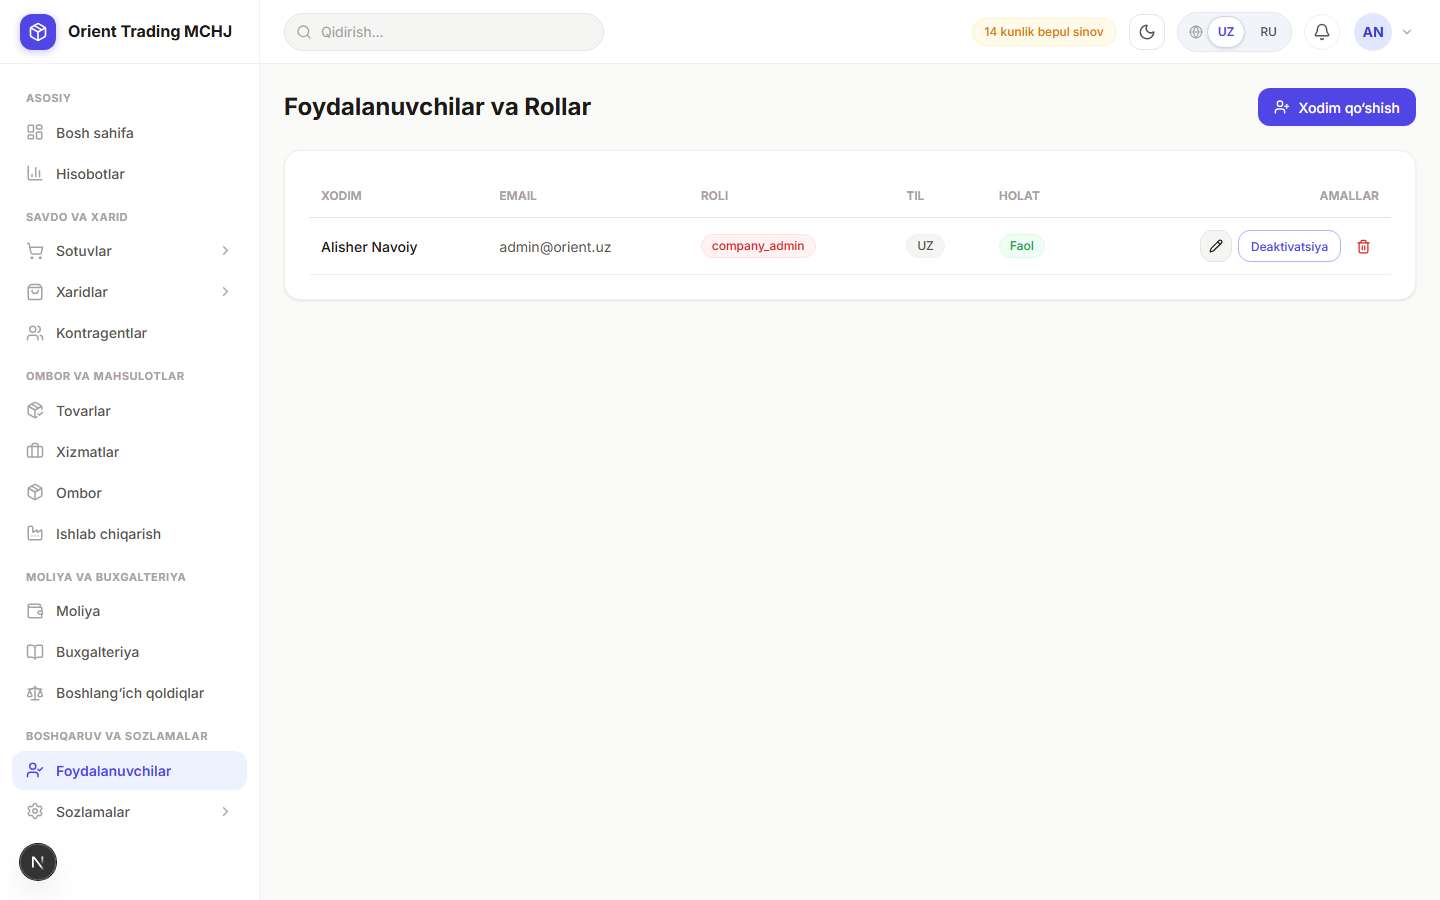 Orient Trading MCHJ
Qidirish...
14 kunlik bepul sinov
UZ
RU
AN
ASOSIY
Bosh sahifa
Hisobotlar
SAVDO VA XARID
Sotuvlar
Xaridlar
Kontragentlar
OMBOR VA MAHSULOTLAR
Tovarlar
Xizmatlar
Ombor
Ishlab chiqarish
MOLIYA VA BUXGALTERIYA
Moliya
Buxgalteriya
Boshlang‘ich qoldiqlar
BOSHQARUV VA SOZLAMALAR
Foydalanuvchilar
Sozlamalar
N
Foydalanuvchilar va Rollar
Xodim qo‘shish
XODIM EMAIL ROLI TIL HOLAT AMALLAR
Alisher Navoiy admin@orient.uz company_admin UZ Faol Deaktivatsiya